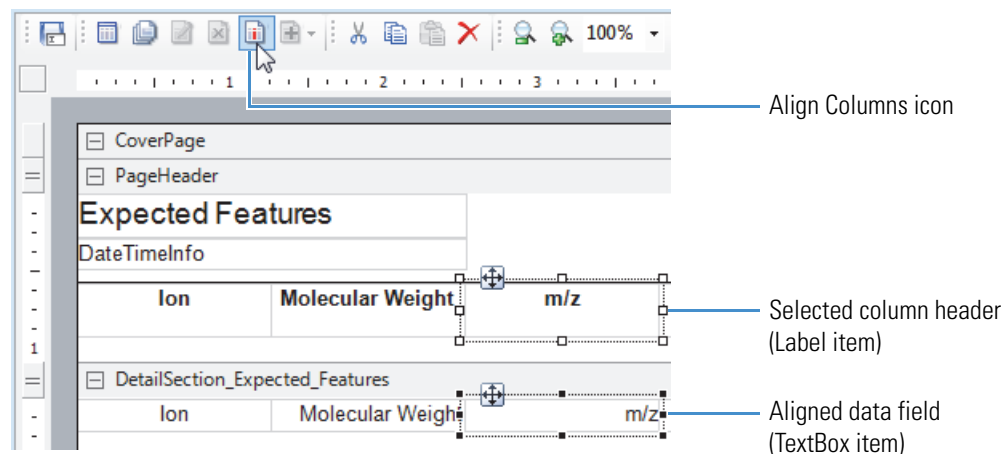 100%
1 2 3
Align Columns icon
CoverPage
PageHeader
Expected Features
DateTimeInfo
Ion Molecular Weight m/z
Selected column header
(Label item)
1
DetailSection_Expected_Features
Ion Molecular Weigh m/z
Aligned data field
(TextBox item)